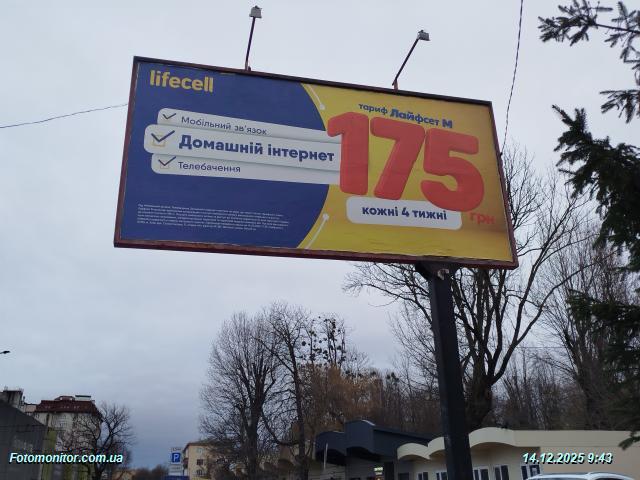 lifecell
Мобільний зв'язок
Домашній інтернет
Телебачення
тариф Лайфсет М
175
грн
кожні 4 тижні
P
Fotomonitor.com.ua
14.12.2025 9:43